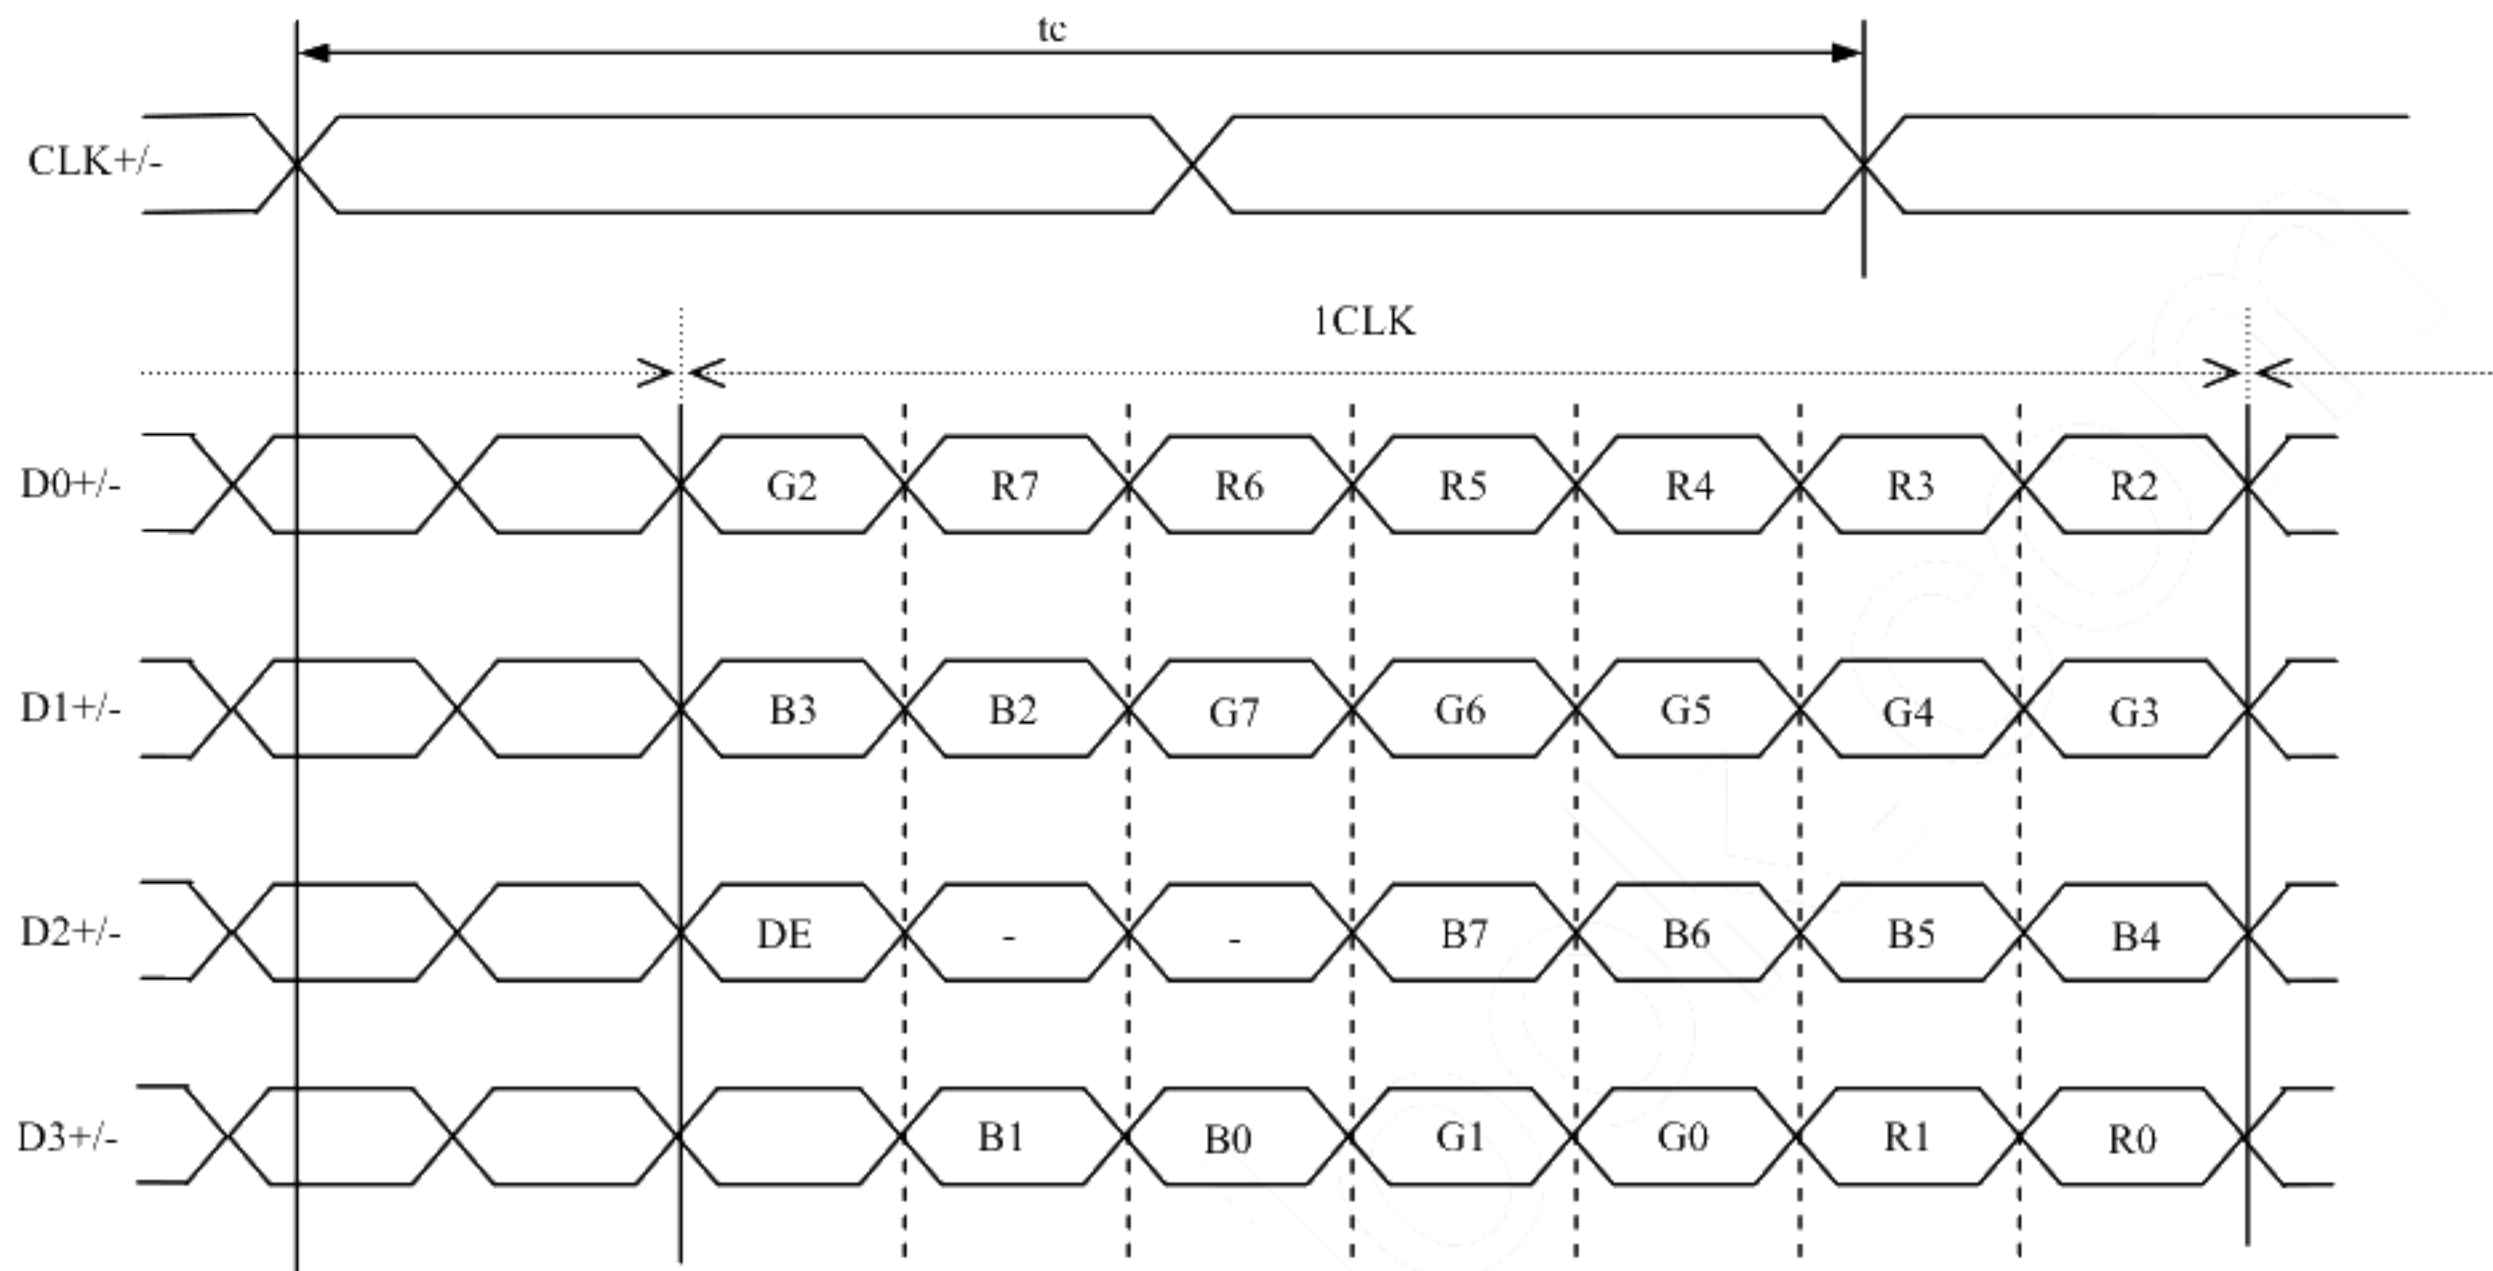 tc
CLK+/-
1CLK
D0+/- G2 R7 R6 R5 R4 R3 R2
D1+/- B3 B2 G7 G6 G5 G4 G3
D2+/- DE - - B7 B6 B5 B4
D3+/- B1 B0 G1 G0 R1 R0